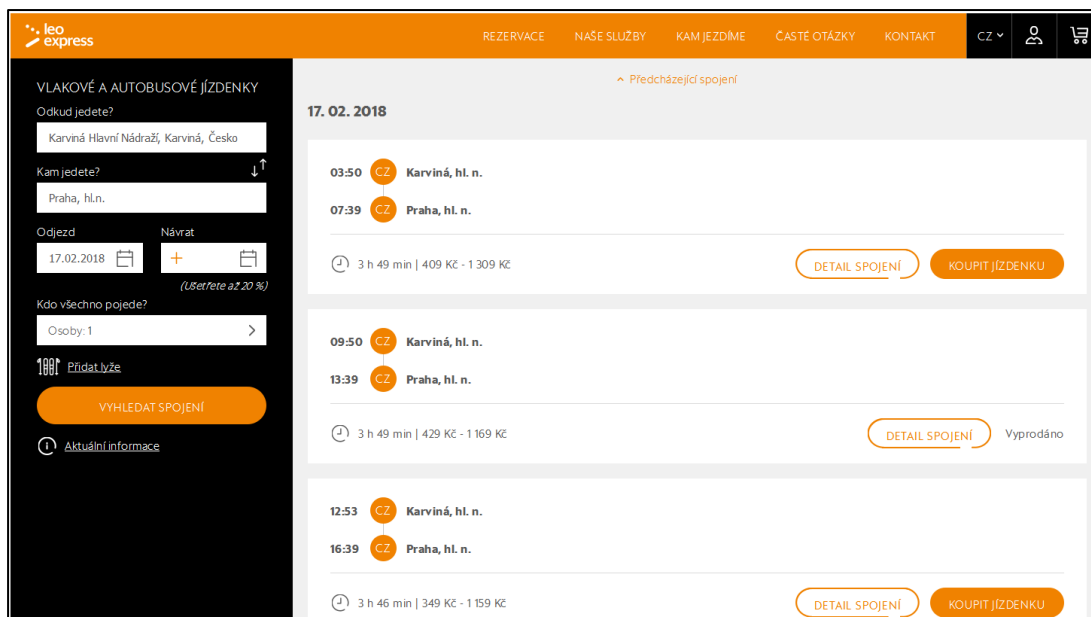 leo express
REZERVACE NAŠE SLUŽBY KAM JEZDÍME ČASTÉ OTÁZKY KONTAKT CZ
VLAKOVÉ A AUTOBUSOVÉ JÍZDENKY
Odkud jedete?
Karviná Hlavní Nádraží, Karviná, Česko
Kam jedete?
Praha, hl.n.
Odjezd Návrat
17.02.2018 +
(Ušetřete až 20 %)
Kdo všechno pojede?
Osoby: 1
Přidat lyže
VYHLEDAT SPOJENÍ
Aktuální informace
Předcházející spojení
17. 02. 2018
03:50 CZ Karviná, hl. n.
07:39 CZ Praha, hl. n.
3 h 49 min | 409 Kč - 1 309 Kč DETAIL SPOJENÍ KOUPIT JÍZDENKU
09:50 CZ Karviná, hl. n.
13:39 CZ Praha, hl. n.
3 h 49 min | 429 Kč - 1 169 Kč DETAIL SPOJENÍ Vyprodáno
12:53 CZ Karviná, hl. n.
16:39 CZ Praha, hl. n.
3 h 46 min | 349 Kč - 1 159 Kč DETAIL SPOJENÍ KOUPIT JÍZDENKU